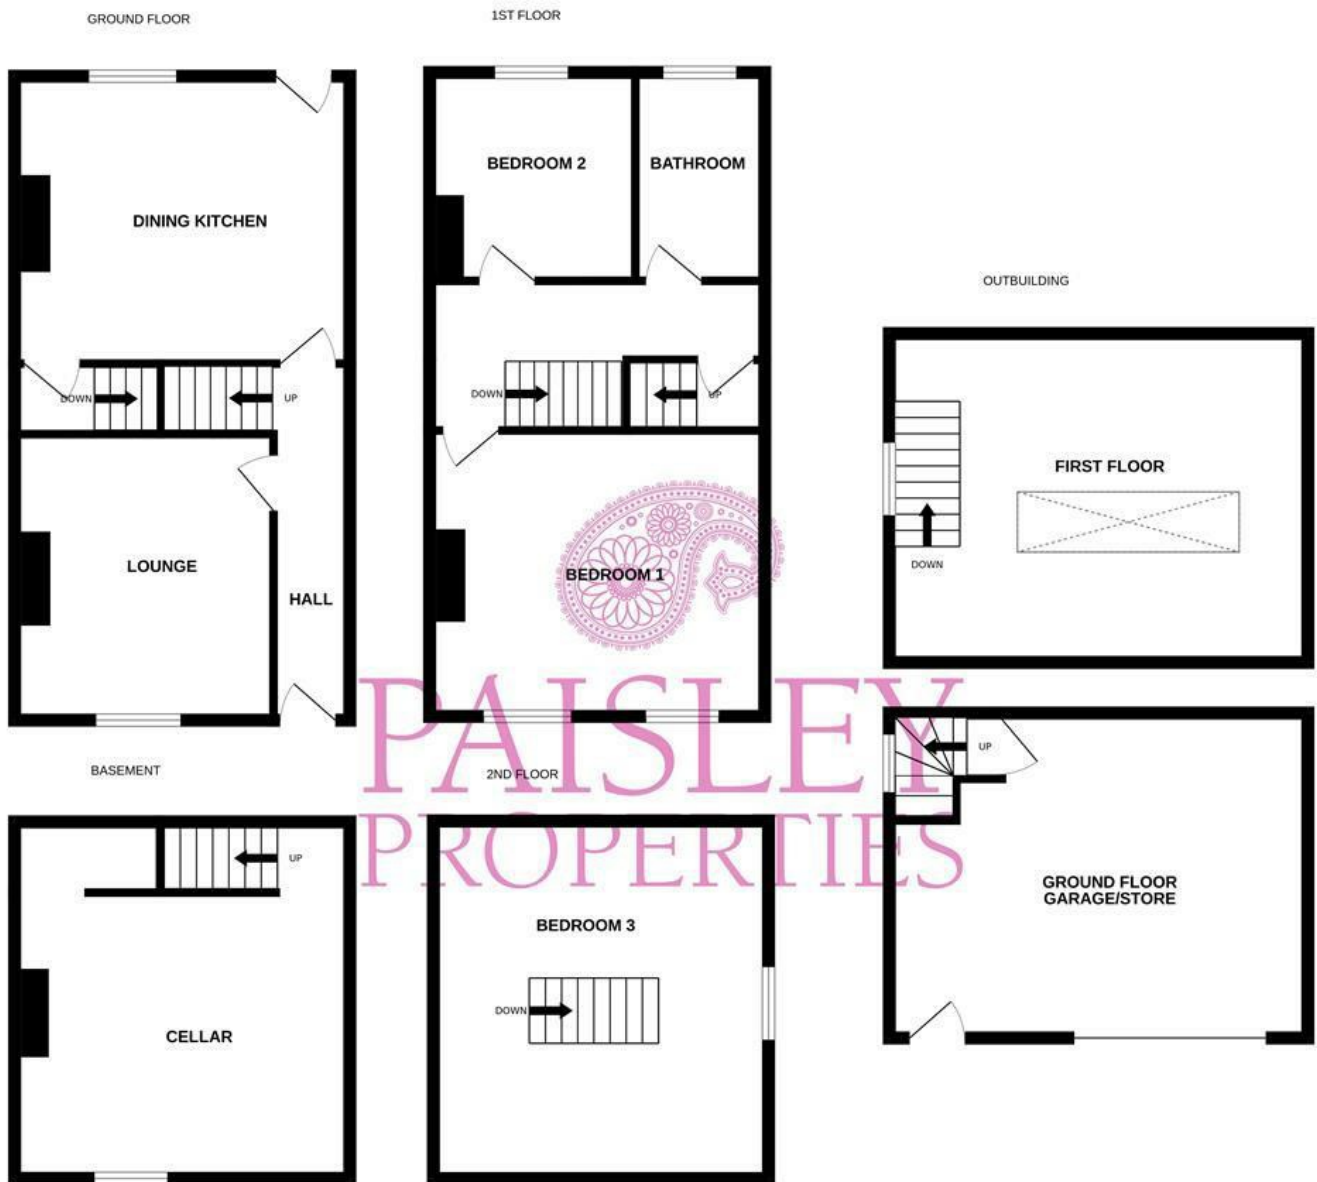 GROUND FLOOR
DINING KITCHEN
DOWN
UP
LOUNGE
HALL
1ST FLOOR
BEDROOM 2
BATHROOM
DOWN
UP
BEDROOM 1
OUTBUILDING
FIRST FLOOR
DOWN
UP
GROUND FLOOR
GARAGE/STORE
BASEMENT
UP
CELLAR
2ND FLOOR
BEDROOM 3
DOWN
PAISLEY
PROPERTIES